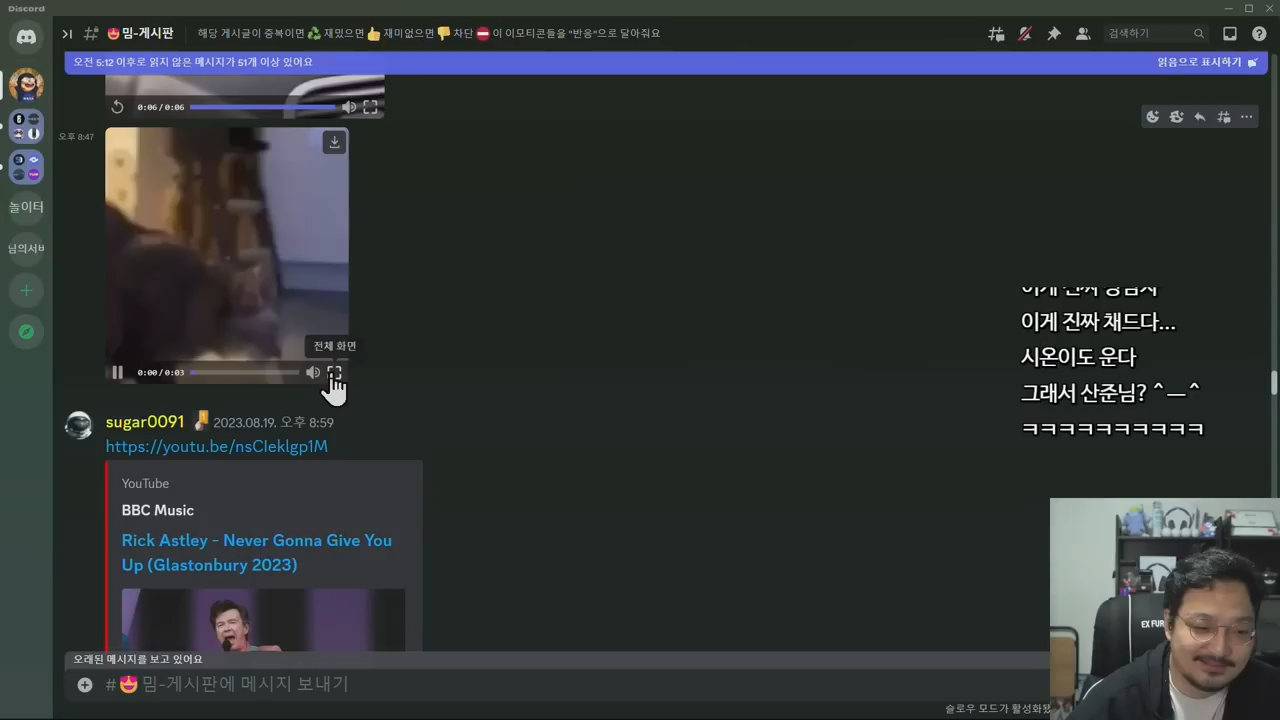 Discord
😍밈-게시판
해당 게시글이 중복이면♻️ 재밌으면👍 재미없으면👎 차단⛔ 이 이모티콘들을 "반응"으로 달아줘요
검색하기
오전 5:12 이후로 읽지 않은 메시지가 51개 이상 있어요
읽음으로 표시하기
0:06/0:06
오후 8:47
놀이터
님의서버
전체 화면
0:00/0:03
이게 진짜 채드다...
시온이도 운다
그래서 산준님? ^ㅡ^
ㅋㅋㅋㅋㅋㅋㅋㅋㅋㅋ
sugar0091 2023.08.19. 오후 8:59
https://youtu.be/nsCIeklgp1M
YouTube
BBC Music
Rick Astley - Never Gonna Give You
Up (Glastonbury 2023)
EX FUR
오래된 메시지를 보고 있어요
#😍밈-게시판에 메시지 보내기
슬로우 모드가 활성화됐